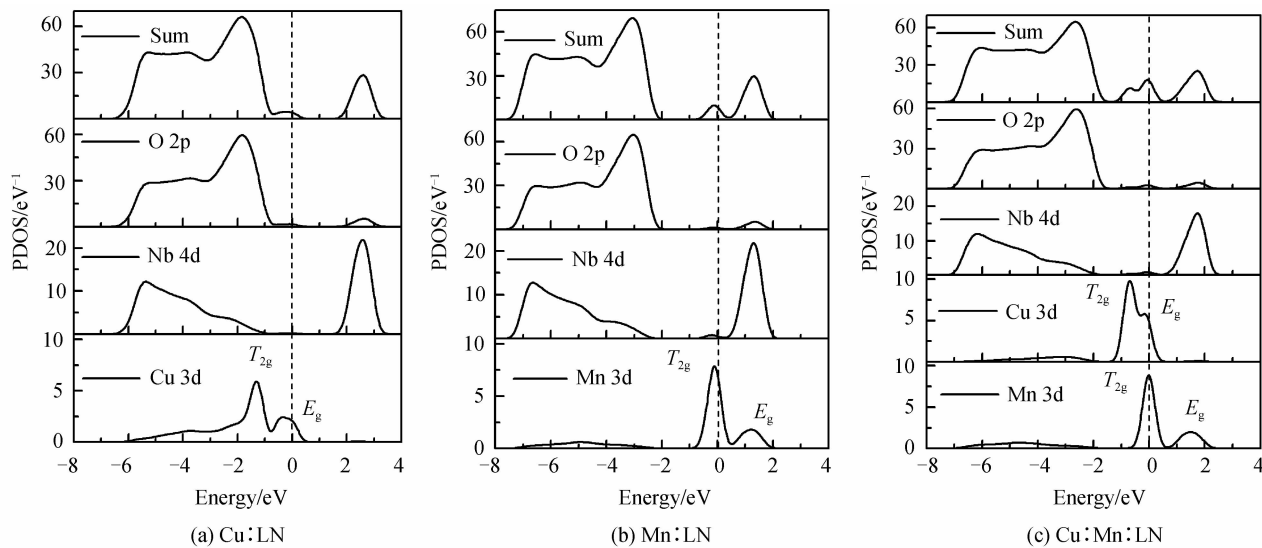 60
30
Sum
60
30
O 2p
20
10
Nb 4d
10
5
0
Cu 3d
T2g
Eg
PDOS/eV−1
−8 −6 −4 −2 0 2 4
Energy/eV
(a) Cu∶LN
60
30
Sum
60
30
O 2p
20
10
Nb 4d
10
5
0
Mn 3d
T2g
Eg
PDOS/eV−1
−8 −6 −4 −2 0 2 4
Energy/eV
(b) Mn∶LN
60
30
Sum
60
30
O 2p
20
10
Nb 4d
10
5
Cu 3d
T2g
Eg
10
5
0
Mn 3d
T2g
Eg
PDOS/eV−1
−8 −6 −4 −2 0 2 4
Energy/eV
(c) Cu∶Mn∶LN